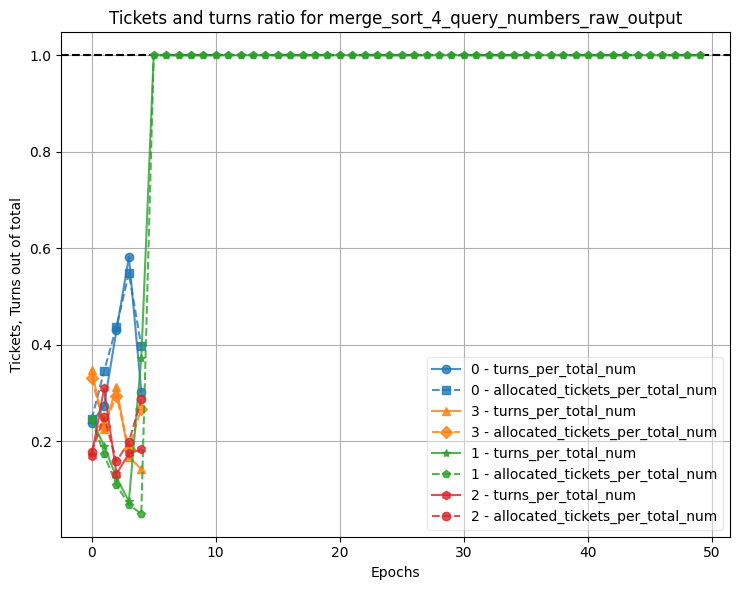 Tickets and turns ratio for merge_sort_4_query_numbers_raw_output
Tickets, Turns out of total
1.0
0.8
0.6
0.4
0.2
0 - turns_per_total_num
0 - allocated_tickets_per_total_num
3 - turns_per_total_num
3 - allocated_tickets_per_total_num
1 - turns_per_total_num
1 - allocated_tickets_per_total_num
2 - turns_per_total_num
2 - allocated_tickets_per_total_num
0 10 20 30 40 50
Epochs